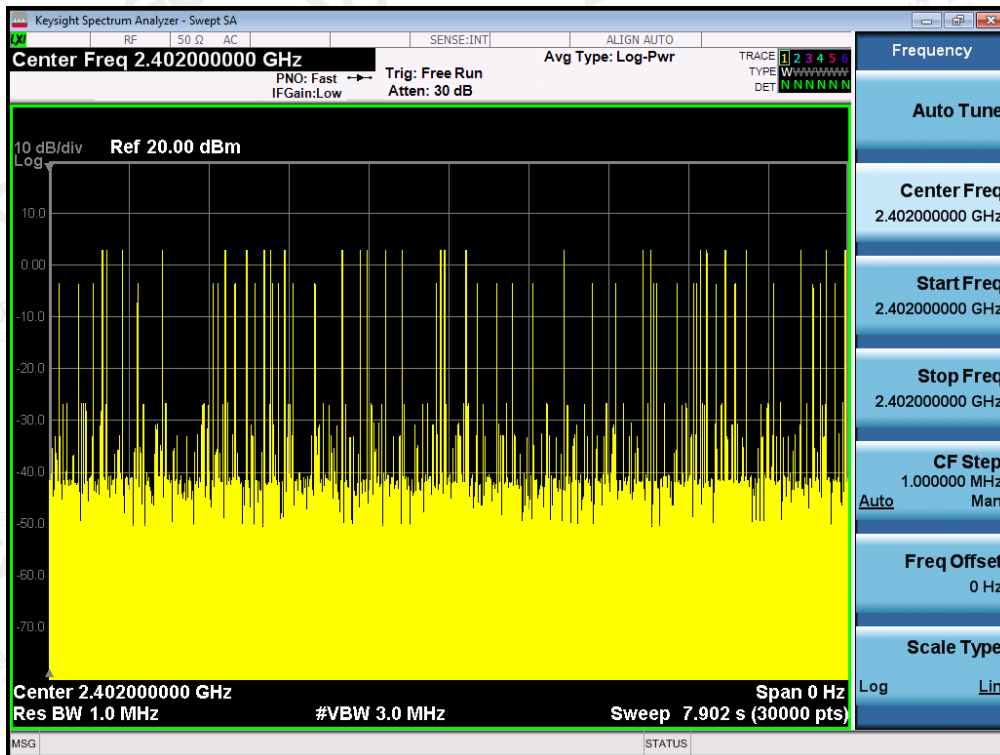 Keysight Spectrum Analyzer - Swept SA
LXI RF 50 Ω AC SENSE:INT ALIGN AUTO
Center Freq 2.402000000 GHz
PNO: Fast
IFGain:Low
Trig: Free Run
Atten: 30 dB
Avg Type: Log-Pwr
TRACE 1 2 3 4 5 6
TYPE WWWWWW
DET N N N N N N
10 dB/div Ref 20.00 dBm
Log
10.0
0.00
-10.0
-20.0
-30.0
-40.0
-50.0
-60.0
-70.0
Center 2.402000000 GHz Span 0 Hz
Res BW 1.0 MHz #VBW 3.0 MHz Sweep 7.902 s (30000 pts)
MSG STATUS
Frequency
Auto Tune
Center Freq
2.402000000 GHz
Start Freq
2.402000000 GHz
Stop Freq
2.402000000 GHz
CF Step
1.000000 MHz
Auto Man
Freq Offset
0 Hz
Scale Type
Log Lin